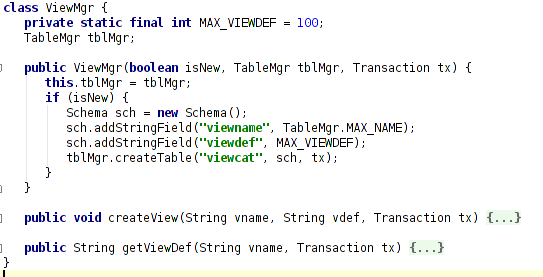 class ViewMgr {
private static final int MAX_VIEWDEF = 100;
TableMgr tblMgr;
public ViewMgr(boolean isNew, TableMgr tblMgr, Transaction tx) {
this.tblMgr = tblMgr;
if (isNew) {
Schema sch = new Schema();
sch.addStringField("viewname", TableMgr.MAX_NAME);
sch.addStringField("viewdef", MAX_VIEWDEF);
tblMgr.createTable("viewcat", sch, tx);
}
}
public void createView(String vname, String vdef, Transaction tx) {...}
public String getViewDef(String vname, Transaction tx) {...}
}